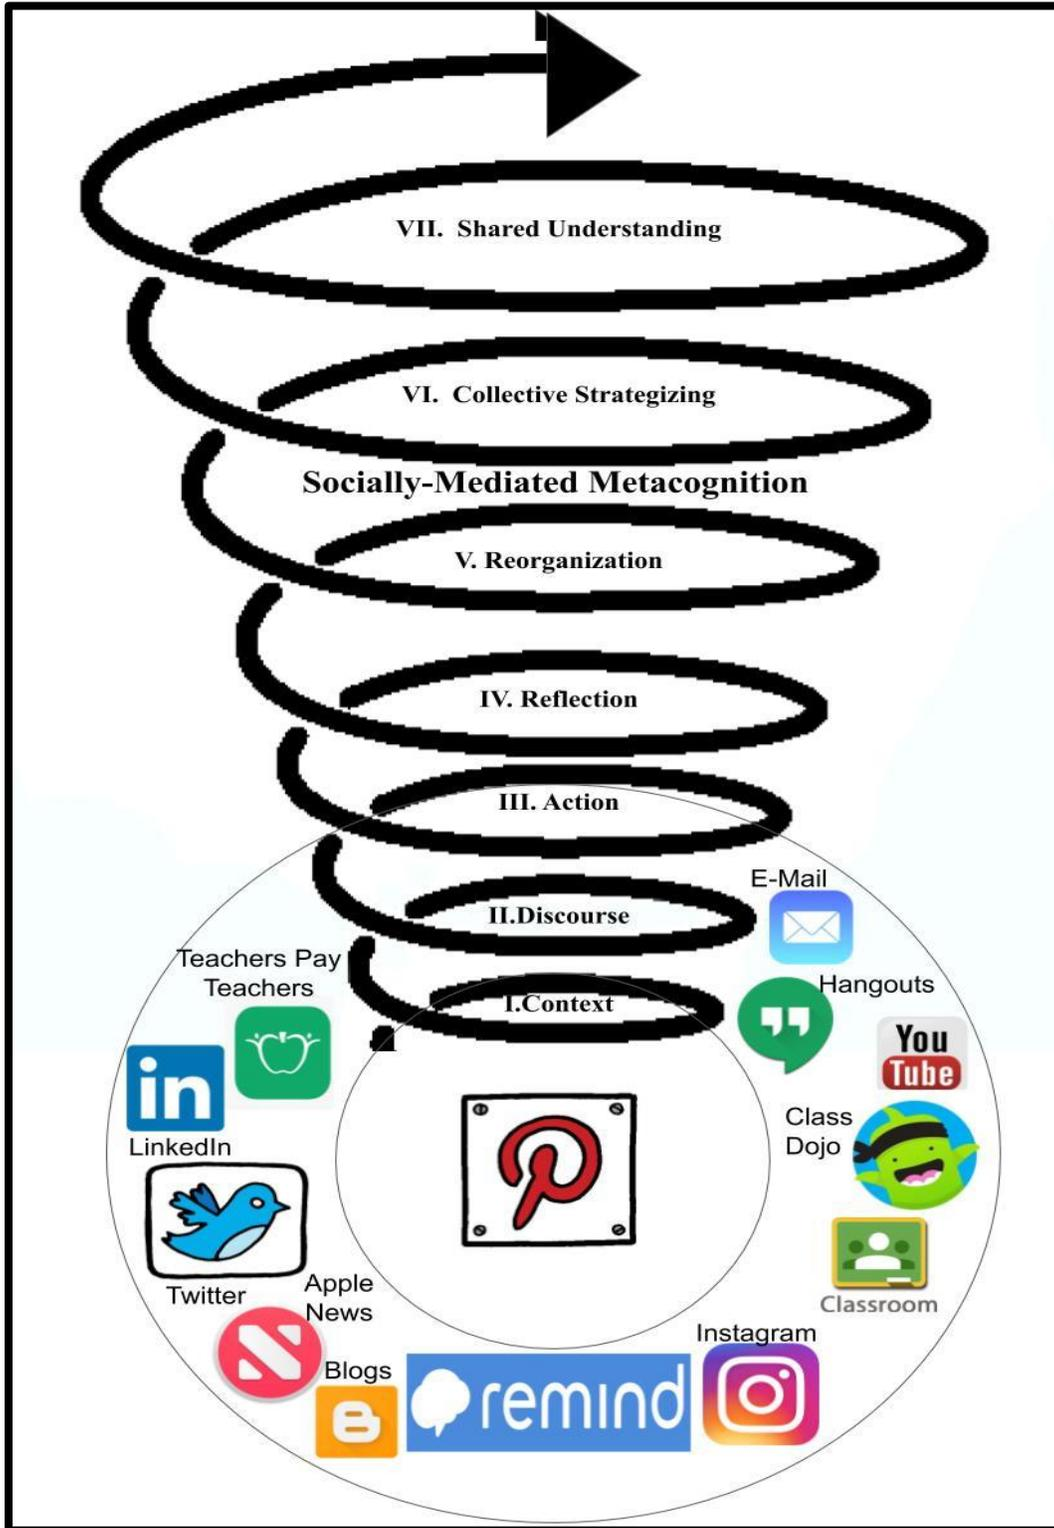 VII. Shared Understanding
VI. Collective Strategizing
Socially-Mediated Metacognition
V. Reorganization
IV. Reflection
III. Action
II.Discourse
I.Context
E-Mail
Hangouts
You
Tube
Class
Dojo
Classroom
Instagram
remind
Blogs
Apple
News
Twitter
in
LinkedIn
Teachers Pay
Teachers